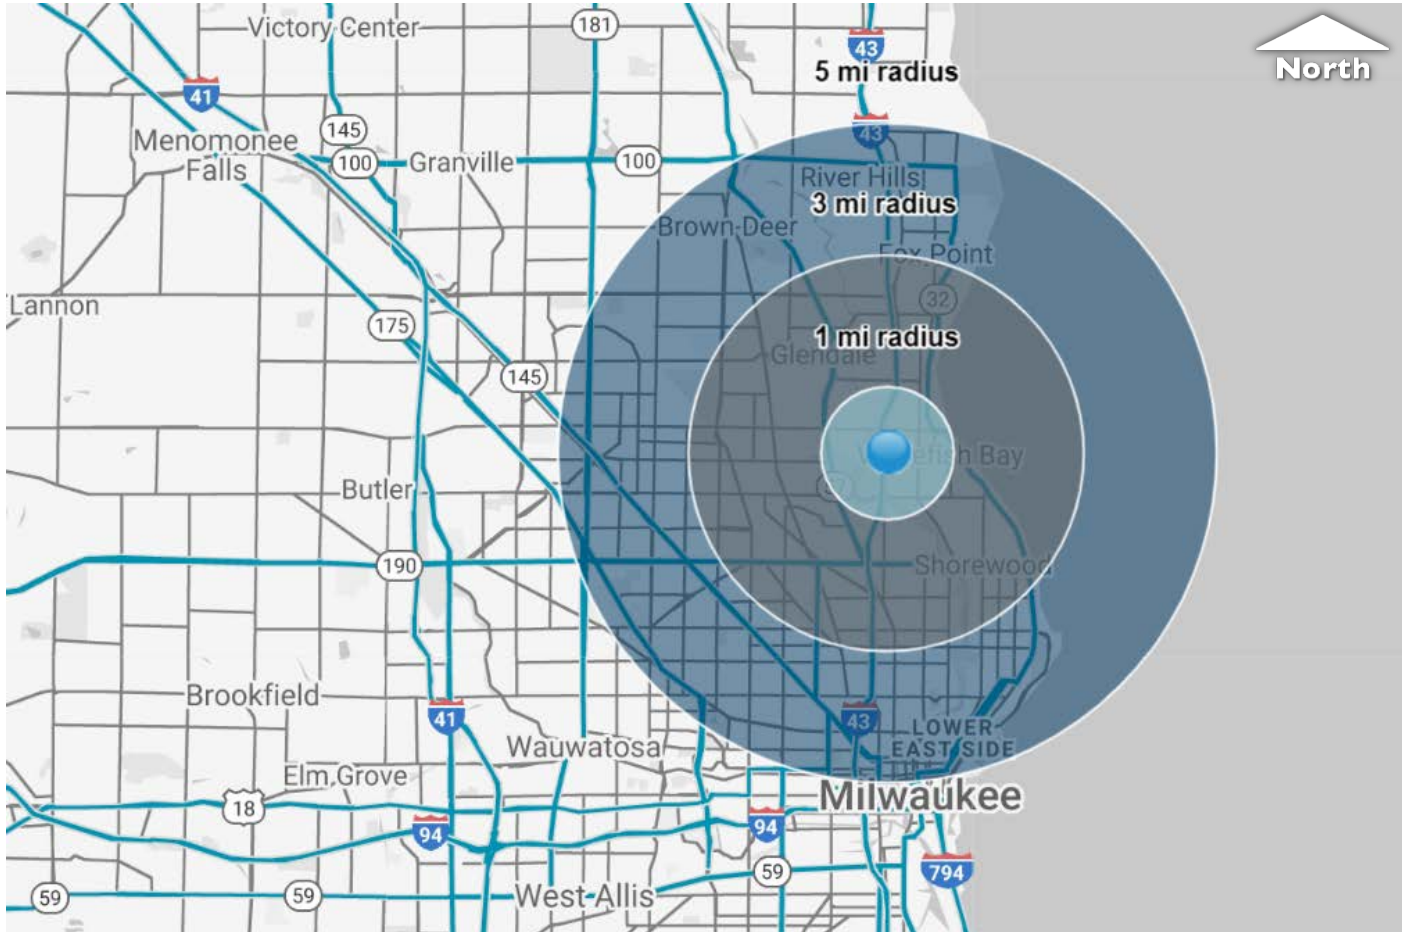 Victory Center
181
43
5 mi radius
North
41
145
43
Menomonee
Falls
100
Granville
100
River Hills
3 mi radius
Brown Deer
Fox Point
32
Lannon
175
1 mi radius
Glendale
145
Butler
190
Shorewood
Brookfield
41
43
LOWER
EAST SIDE
Wauwatosa
Elm Grove
Milwaukee
18
94
94
59
794
59
59
West Allis